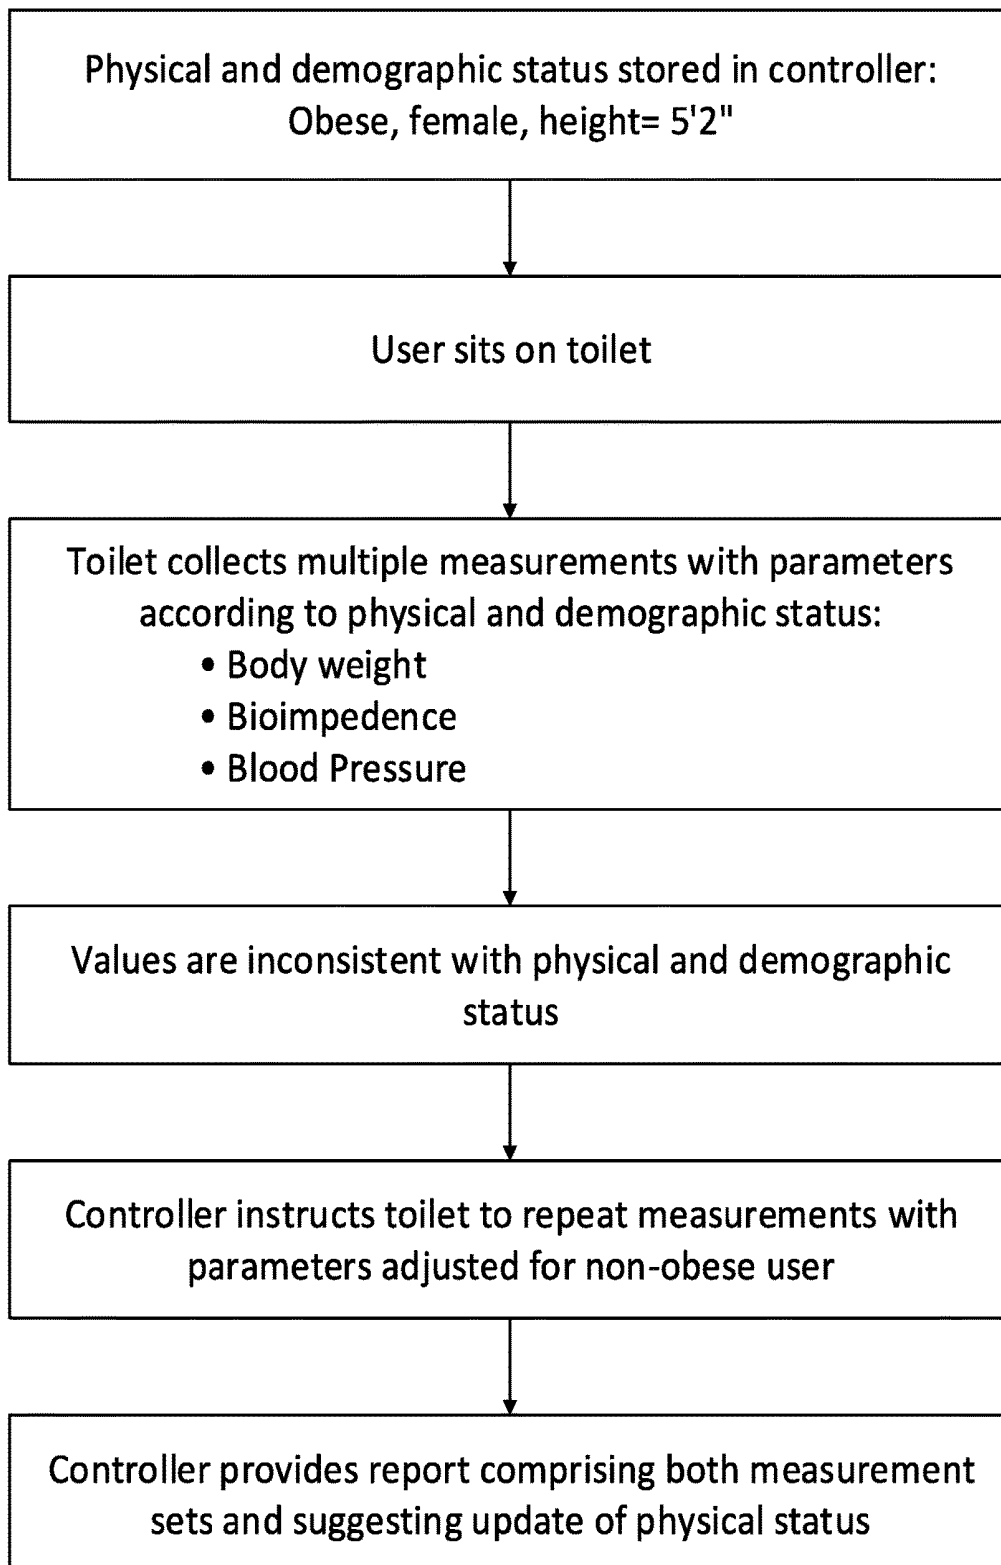 Physical and demographic status stored in controller:
Obese, female, height= 5'2"
User sits on toilet
Toilet collects multiple measurements with parameters
according to physical and demographic status:
• Body weight
• Bioimpedence
• Blood Pressure
Values are inconsistent with physical and demographic
status
Controller instructs toilet to repeat measurements with
parameters adjusted for non-obese user
Controller provides report comprising both measurement
sets and suggesting update of physical status